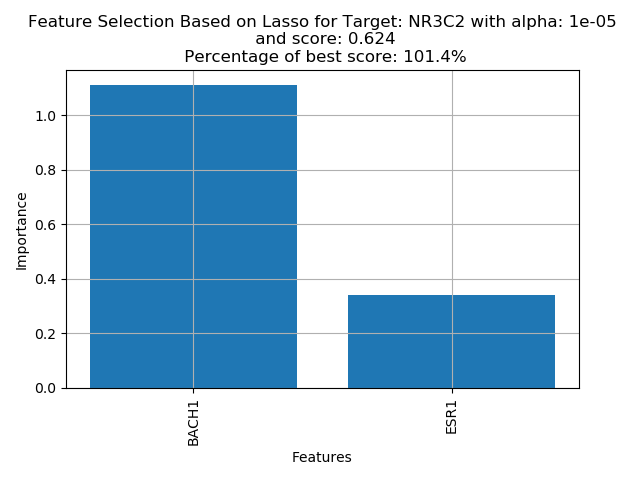 Feature Selection Based on Lasso for Target: NR3C2 with alpha: 1e-05
and score: 0.624
Percentage of best score: 101.4%
1.0
0.8
0.6
0.4
0.2
0.0
Importance
BACH1
ESR1
Features